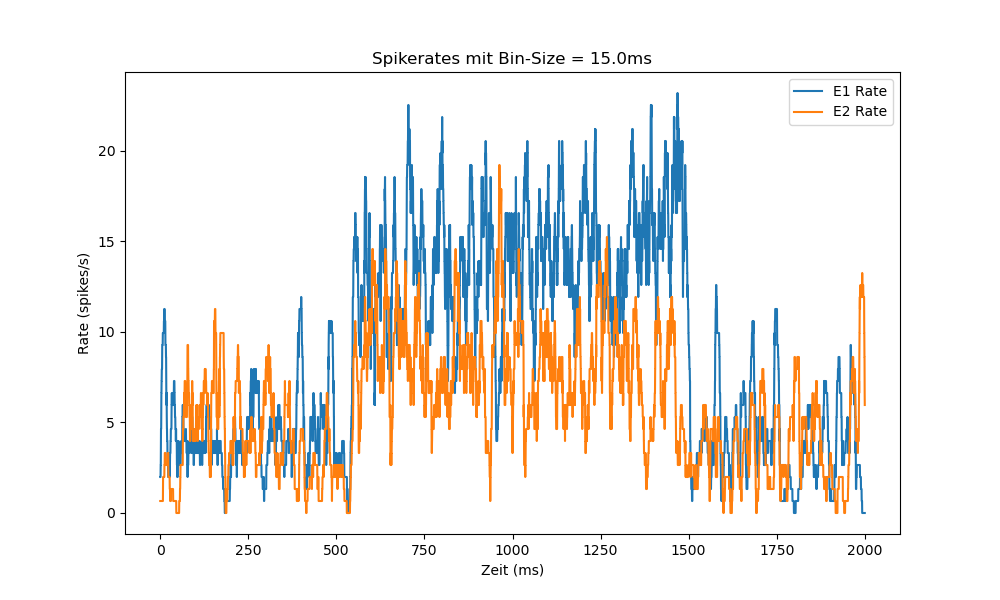 Spikerates mit Bin-Size = 15.0ms
E1 Rate
E2 Rate
Rate (spikes/s)
20
15
10
5
0
0 250 500 750 1000 1250 1500 1750 2000
Zeit (ms)